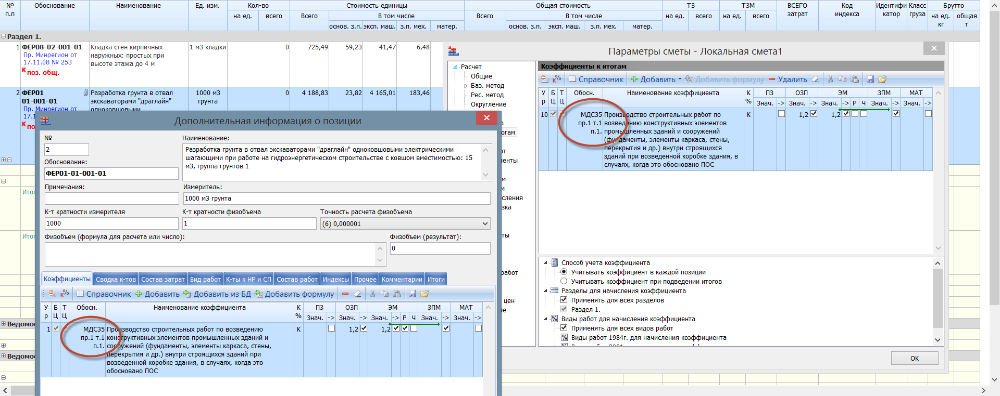 № п.п
Обоснование
Наименование
Ед. изм.
Кол-во
на ед.
всего
Стоимость единицы
Всего
В том числе
основ. з.п.
эксп. маш.
з.п. мех.
матер.
Общая стоимость
Всего
В том числе
основ. з.п.
эксп. маш.
з.п. мех.
матер.
ТЗ
на ед.
всего
ТЗМ
на ед.
всего
ВСЕГО затрат
Код индекса
Идентифи катор
Класс груза
Брутто
на ед. кг
общая т
Раздел 1.
1
ФЕР08-02-001-01
Пр. Минрегион от
17.11.08 № 253
К поз. общ.
Кладка стен кирпичных
наружных: простых при
высоте этажа до 4 м
1 м3 кладки
0
725,49
59,23
41,47
6,48
2
ФЕР01
01-001-01
Пр. Минрегион от
17.1
К по
Разработка грунта в отвал
экскаваторами "драглайн"
одноковшовыми
1000 м3
грунта
0
4 188,83
23,82
4 165,01
183,46
Итог
Итог
Ведомос
Ведомос
Дополнительная информация о позиции
№
2
Наименование:
Разработка грунта в отвал экскаваторами "драглайн" одноковшовыми электрическими
шагающими при работе на гидроэнергетическом строительстве с ковшом вместимостью: 15
м3, группа грунтов 1
Обоснование:
ФЕР01-01-001-01
Примечания:
Измеритель:
1000 м3 грунта
К-т кратности измерителя
1000
К-т кратности физобъема
1
Точность расчета физобъема
(6) 0,000001
Физобъем (формула для расчета или число):
Физобъем (результат):
0
Коэффициенты
Сводка к-тов
Состав затрат
Вид работ
К-ты к НР и СП
Состав работ
Индексы
Прочее
Комментарии
Итоги
Справочник
Добавить
Добавить из БД
Добавить формулу
У р
Б Ц
Т Ц
Обосн.
Наименование коэффициента
К %
ПЗ
ОЗП
ЭМ
ЗПМ
МАТ
Знач. ->
Знач. ->
Знач. -> Р Ч
Знач. ->
Знач. ->
1
МДС35
пр.1 т.1
п.1.
Производство строительных работ по возведению
конструктивных элементов промышленных зданий и
сооружений (фундаменты, элементы каркаса, стены,
перекрытия и др.) внутри строящихся зданий при
возведенной коробке здания, в случаях, когда это
обосновано ПОС
К
1,2
1,2
Параметры сметы - Локальная смета1
Расчет
Общие
Баз. метод
Рес. метод
Округление
а
огам
от
енты
м
м
сления
зка
ты
работ
цен
ие
Коэффициенты к итогам
К%
Справочник
Добавить
Добавить формулу
Удалить
У р
Б Ц
Т Ц
Обосн.
Наименование коэффициента
К %
ПЗ
ОЗП
ЭМ
ЗПМ
МАТ
Знач. ->
Знач. ->
Знач. -> Р Ч
Знач. ->
Знач. ->
10
МДС35
пр.1 т.1
п.1.
Производство строительных работ по
возведению конструктивных элементов
промышленных зданий и сооружений
(фундаменты, элементы каркаса, стены,
перекрытия и др.) внутри строящихся
зданий при возведенной коробке здания, в
случаях, когда это обосновано ПОС
К
1,2
1,2
Способ учета коэффициента
Учитывать коэффициент в каждой позиции
Учитывать коэффициент при подведении итогов
Разделы для начисления коэффициента
Применять для всех разделов
Раздел 1.
Виды работ для начисления коэффициента
Применять для всех видов работ
Виды работ 1984г. для начисления коэффициента
OK